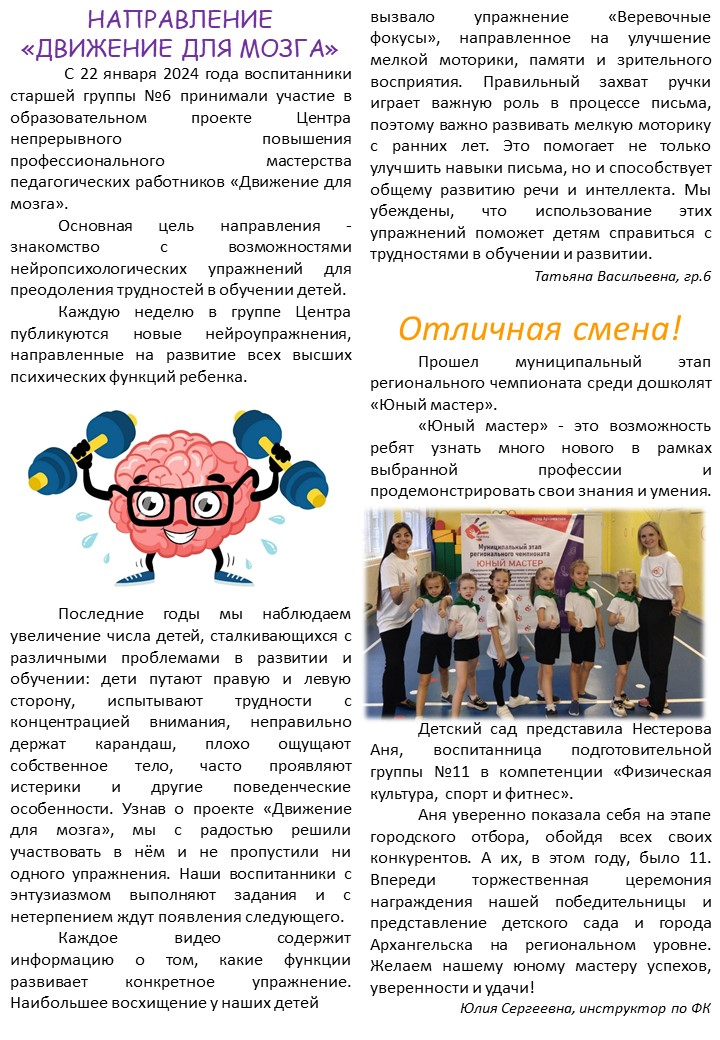 НАПРАВЛЕНИЕ
«ДВИЖЕНИЕ ДЛЯ МОЗГА»
С 22 января 2024 года воспитанники
старшей группы №6 принимали участие в
образовательном проекте Центра
непрерывного повышения
профессионального мастерства
педагогических работников «Движение для
мозга».
Основная цель направления -
знакомство с возможностями
нейропсихологических упражнений для
преодоления трудностей в обучении детей.
Каждую неделю в группе Центра
публикуются новые нейроупражнения,
направленные на развитие всех высших
психических функций ребенка.
Последние годы мы наблюдаем
увеличение числа детей, сталкивающихся с
различными проблемами в развитии и
обучении: дети путают правую и левую
сторону, испытывают трудности с
концентрацией внимания, неправильно
держат карандаш, плохо ощущают
собственное тело, часто проявляют
истерики и другие поведенческие
особенности. Узнав о проекте «Движение
для мозга», мы с радостью решили
участвовать в нём и не пропустили ни
одного упражнения. Наши воспитанники с
энтузиазмом выполняют задания и с
нетерпением ждут появления следующего.
Каждое видео содержит
информацию о том, какие функции
развивает конкретное упражнение.
Наибольшее восхищение у наших детей
вызвало упражнение «Веревочные
фокусы», направленное на улучшение
мелкой моторики, памяти и зрительного
восприятия. Правильный захват ручки
играет важную роль в процессе письма,
поэтому важно развивать мелкую моторику
с ранних лет. Это помогает не только
улучшить навыки письма, но и способствует
общему развитию речи и интеллекта. Мы
убеждены, что использование этих
упражнений поможет детям справиться с
трудностями в обучении и развитии.
Татьяна Васильевна, гр.6
Отличная смена!
Прошел муниципальный этап
регионального чемпионата среди дошколят
«Юный мастер».
«Юный мастер» - это возможность
ребят узнать много нового в рамках
выбранной профессии и
продемонстрировать свои знания и умения.
Муниципальный этап
регионального чемпионата
ЮНЫЙ МАСТЕР
Детский сад представила Нестерова
Аня, воспитанница подготовительной
группы №11 в компетенции «Физическая
культура, спорт и фитнес».
Аня уверенно показала себя на этапе
городского отбора, обойдя всех своих
конкурентов. А их, в этом году, было 11.
Впереди торжественная церемония
награждения нашей победительницы и
представление детского сада и города
Архангельска на региональном уровне.
Желаем нашему юному мастеру успехов,
уверенности и удачи!
Юлия Сергеевна, инструктор по ФК